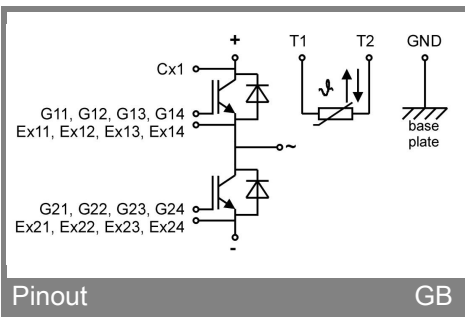 +
T1 T2 GND
Cx1
G11, G12, G13, G14
Ex11, Ex12, Ex13, Ex14
ϑ
base
plate
~
G21, G22, G23, G24
Ex21, Ex22, Ex23, Ex24
-
Pinout GB